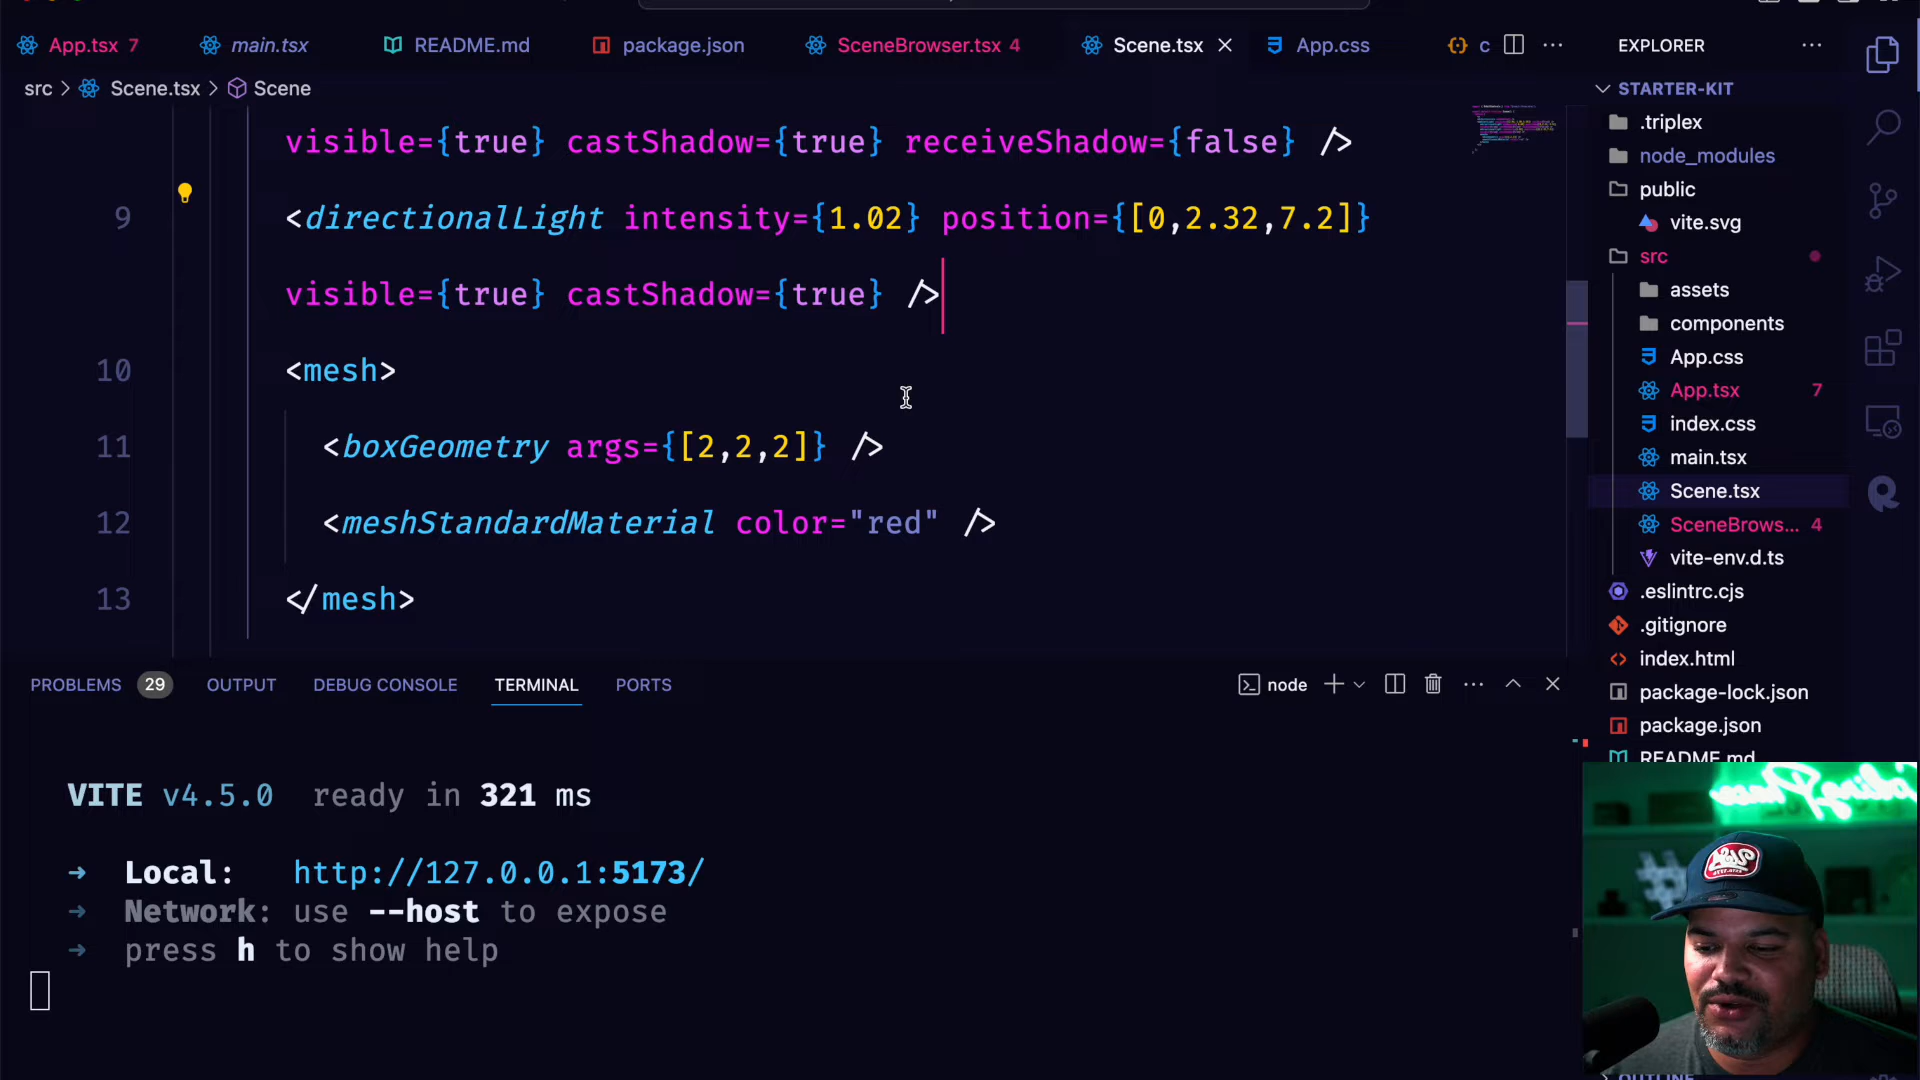 App.tsx 7
main.tsx
README.md
package.json
SceneBrowser.tsx 4
Scene.tsx
App.css
c
EXPLORER
src > Scene.tsx > Scene
STARTER-KIT
visible={true} castShadow={true} receiveShadow={false} />
9 <directionalLight intensity={1.02} position={[0,2.32,7.2]}
visible={true} castShadow={true} />
10 <mesh>
11 <boxGeometry args={[2,2,2]} />
12 <meshStandardMaterial color="red" />
13 </mesh>
.triplex
node_modules
public
vite.svg
src
assets
components
App.css
App.tsx 7
index.css
main.tsx
Scene.tsx
SceneBrows... 4
vite-env.d.ts
.eslintrc.cjs
.gitignore
index.html
package-lock.json
package.json
README.md
PROBLEMS 29
OUTPUT
DEBUG CONSOLE
TERMINAL
PORTS
node
VITE v4.5.0 ready in 321 ms
➜ Local: http://127.0.0.1:5173/
➜ Network: use --host to expose
➜ press h to show help
OUTLINE